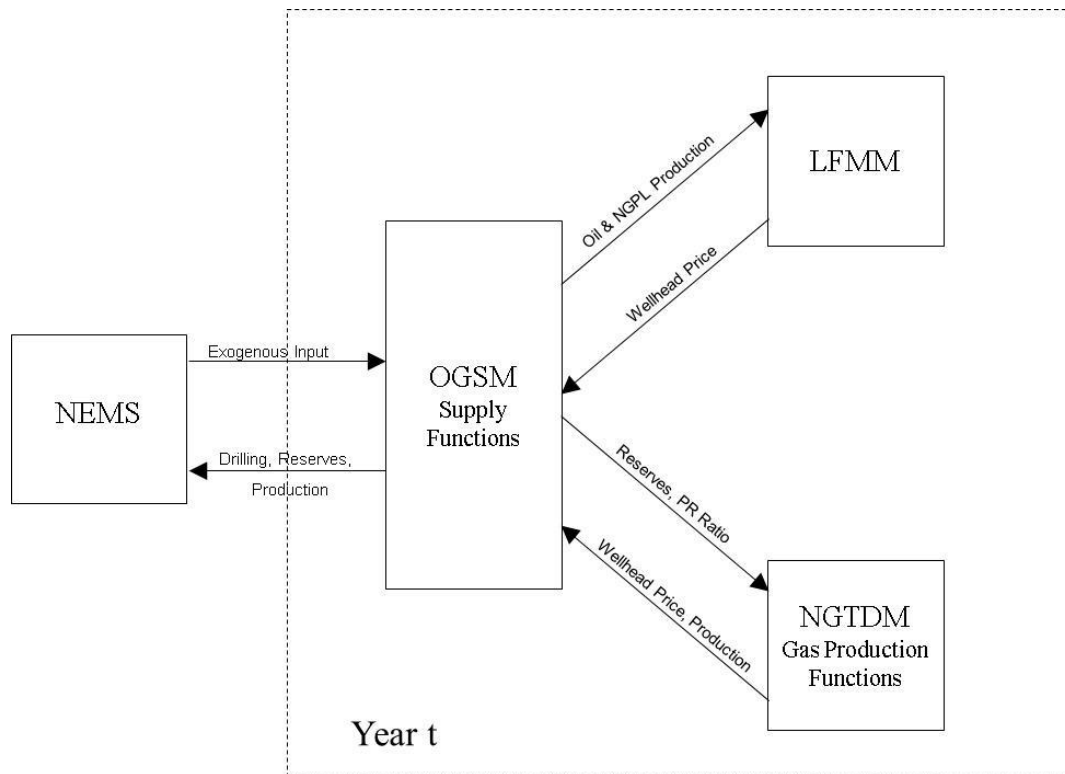 LFMM
Oil & NGPL Production
Wellhead Price
Exogenous Input
NEMS
OGSM
Supply
Functions
Drilling, Reserves,
Production
Reserves, PR Ratio
Wellhead Price, Production
NGTDM
Gas Production
Functions
Year t